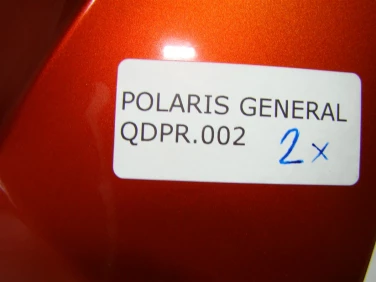 POLARIS GENERAL
QDPR.002 2x